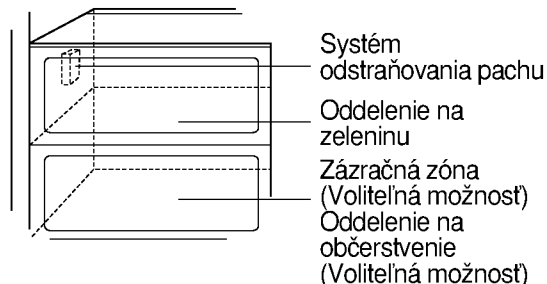 Systém
odstraňovania pachu
Oddelenie na
zeleninu
Zázračná zóna
(Voliteľná možnosť)
Oddelenie na
občerstvenie
(Voliteľná možnosť)